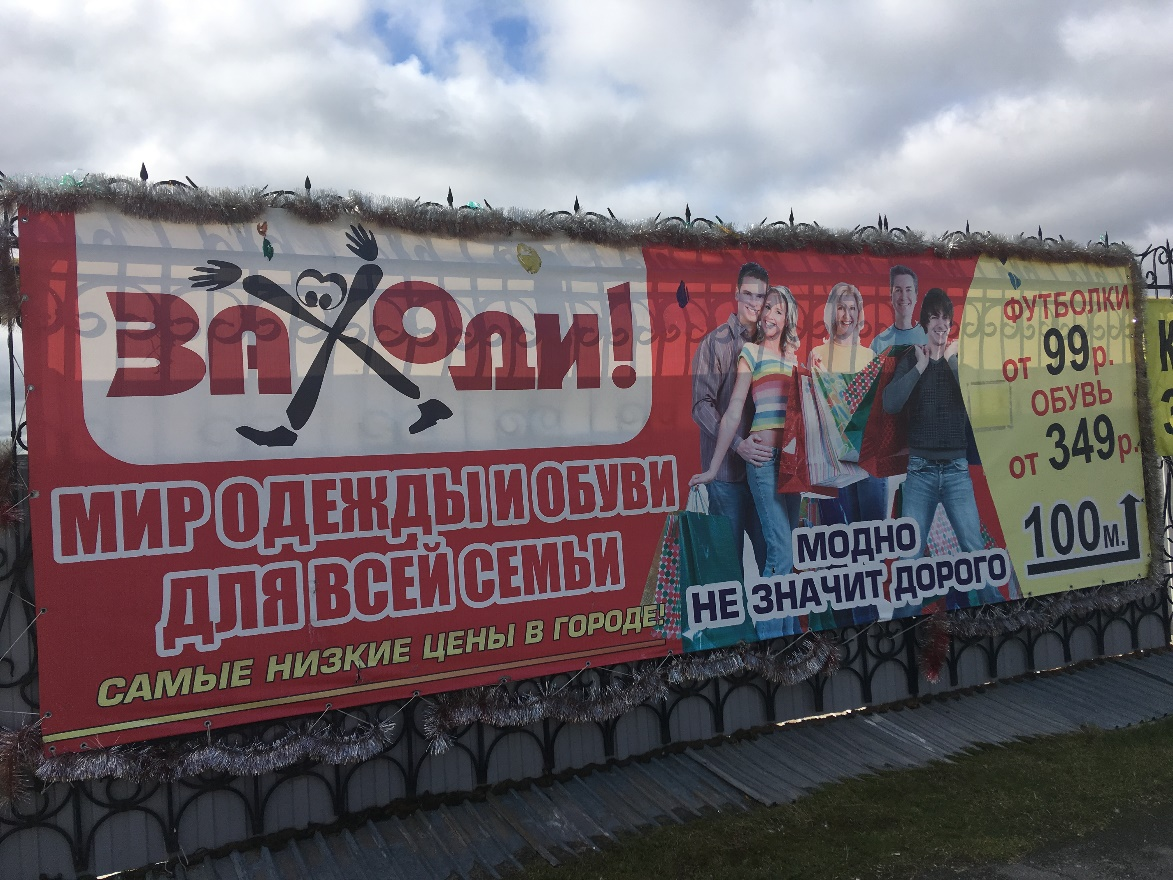 ЗАХОДИ!
МИР ОДЕЖДЫ И ОБУВИ
ДЛЯ ВСЕЙ СЕМЬИ
САМЫЕ НИЗКИЕ ЦЕНЫ В ГОРОДЕ!
МОДНО
НЕ ЗНАЧИТ ДОРОГО
ФУТБОЛКИ
от 99р.
ОБУВЬ
от 349р.
100м.